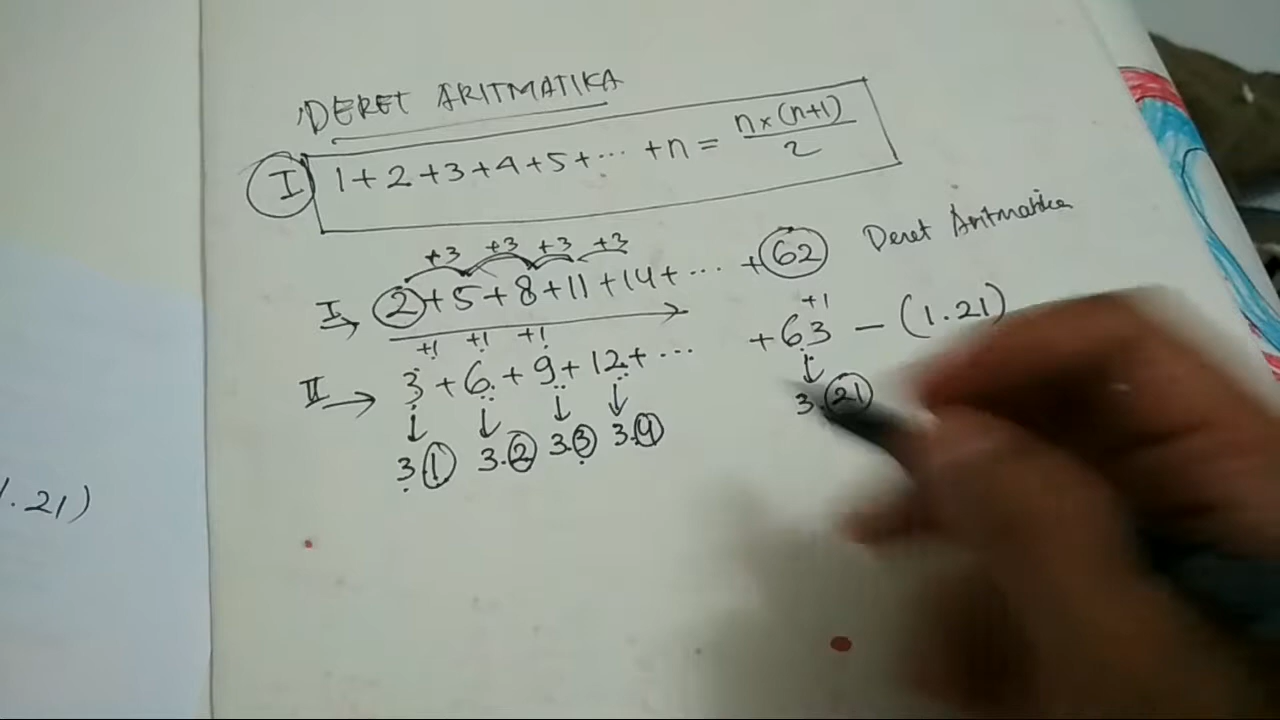 DERET ARITMATIKA
I 1+2+3+4+5+... +n = n×(n+1)/2
+3 +3 +3 +3
I → 2+5+8+11+14+... +62 Deret Aritmatika
+1 +1 +1 +1
II → 3+6+9+12+... +63 - (1.21)
↓ ↓ ↓ ↓ ↓
3.1 3.2 3.3 3.4 3.21
.21)